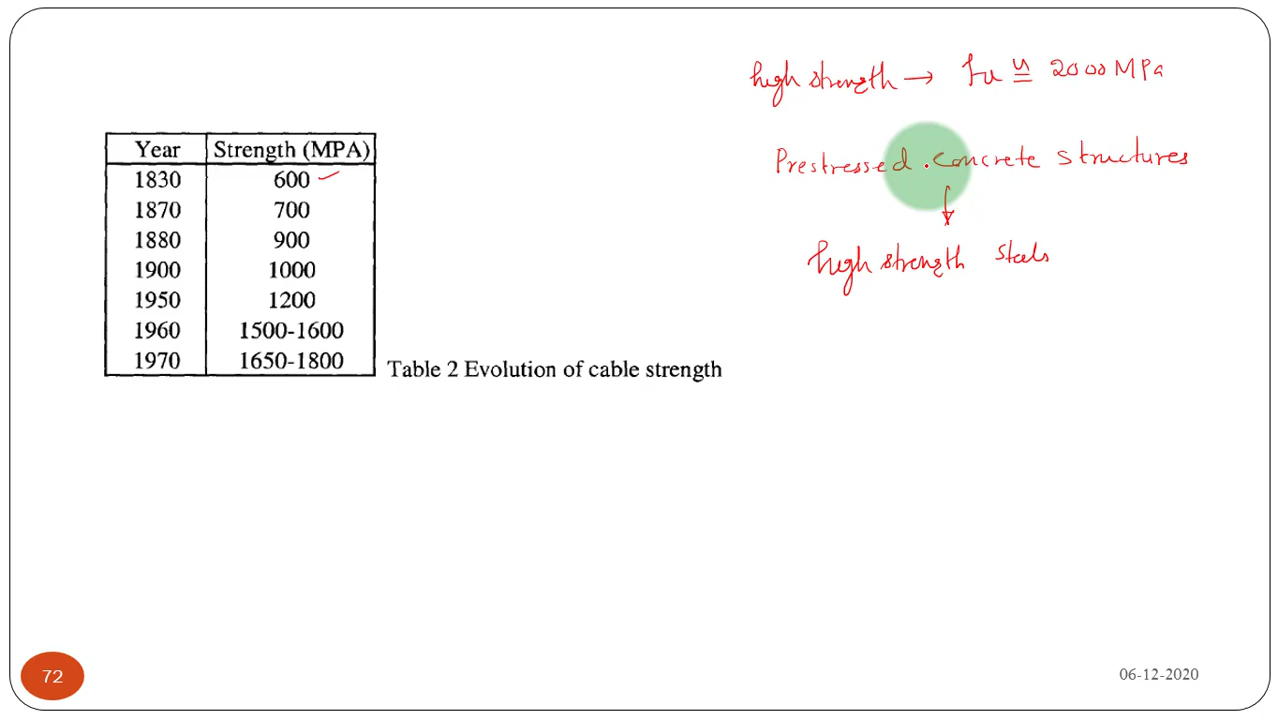 high strength → fu ≅ 2000 MPa
Prestressed concrete structures
high strength steels
Year Strength (MPA)
1830 600
1870 700
1880 900
1900 1000
1950 1200
1960 1500-1600
1970 1650-1800
Table 2 Evolution of cable strength
72
06-12-2020